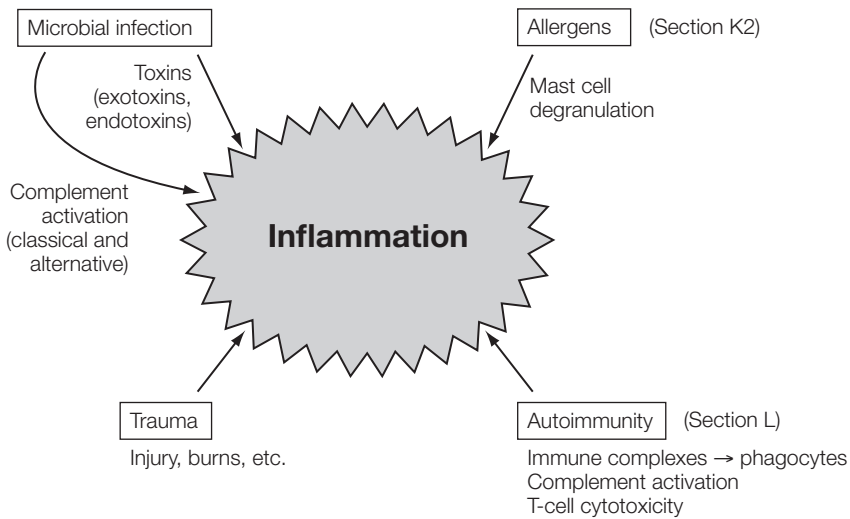 Microbial infection
Toxins
(exotoxins,
endotoxins)
Complement
activation
(classical and
alternative)
Allergens (Section K2)
Mast cell
degranulation
Inflammation
Trauma
Injury, burns, etc.
Autoimmunity (Section L)
Immune complexes → phagocytes
Complement activation
T-cell cytotoxicity